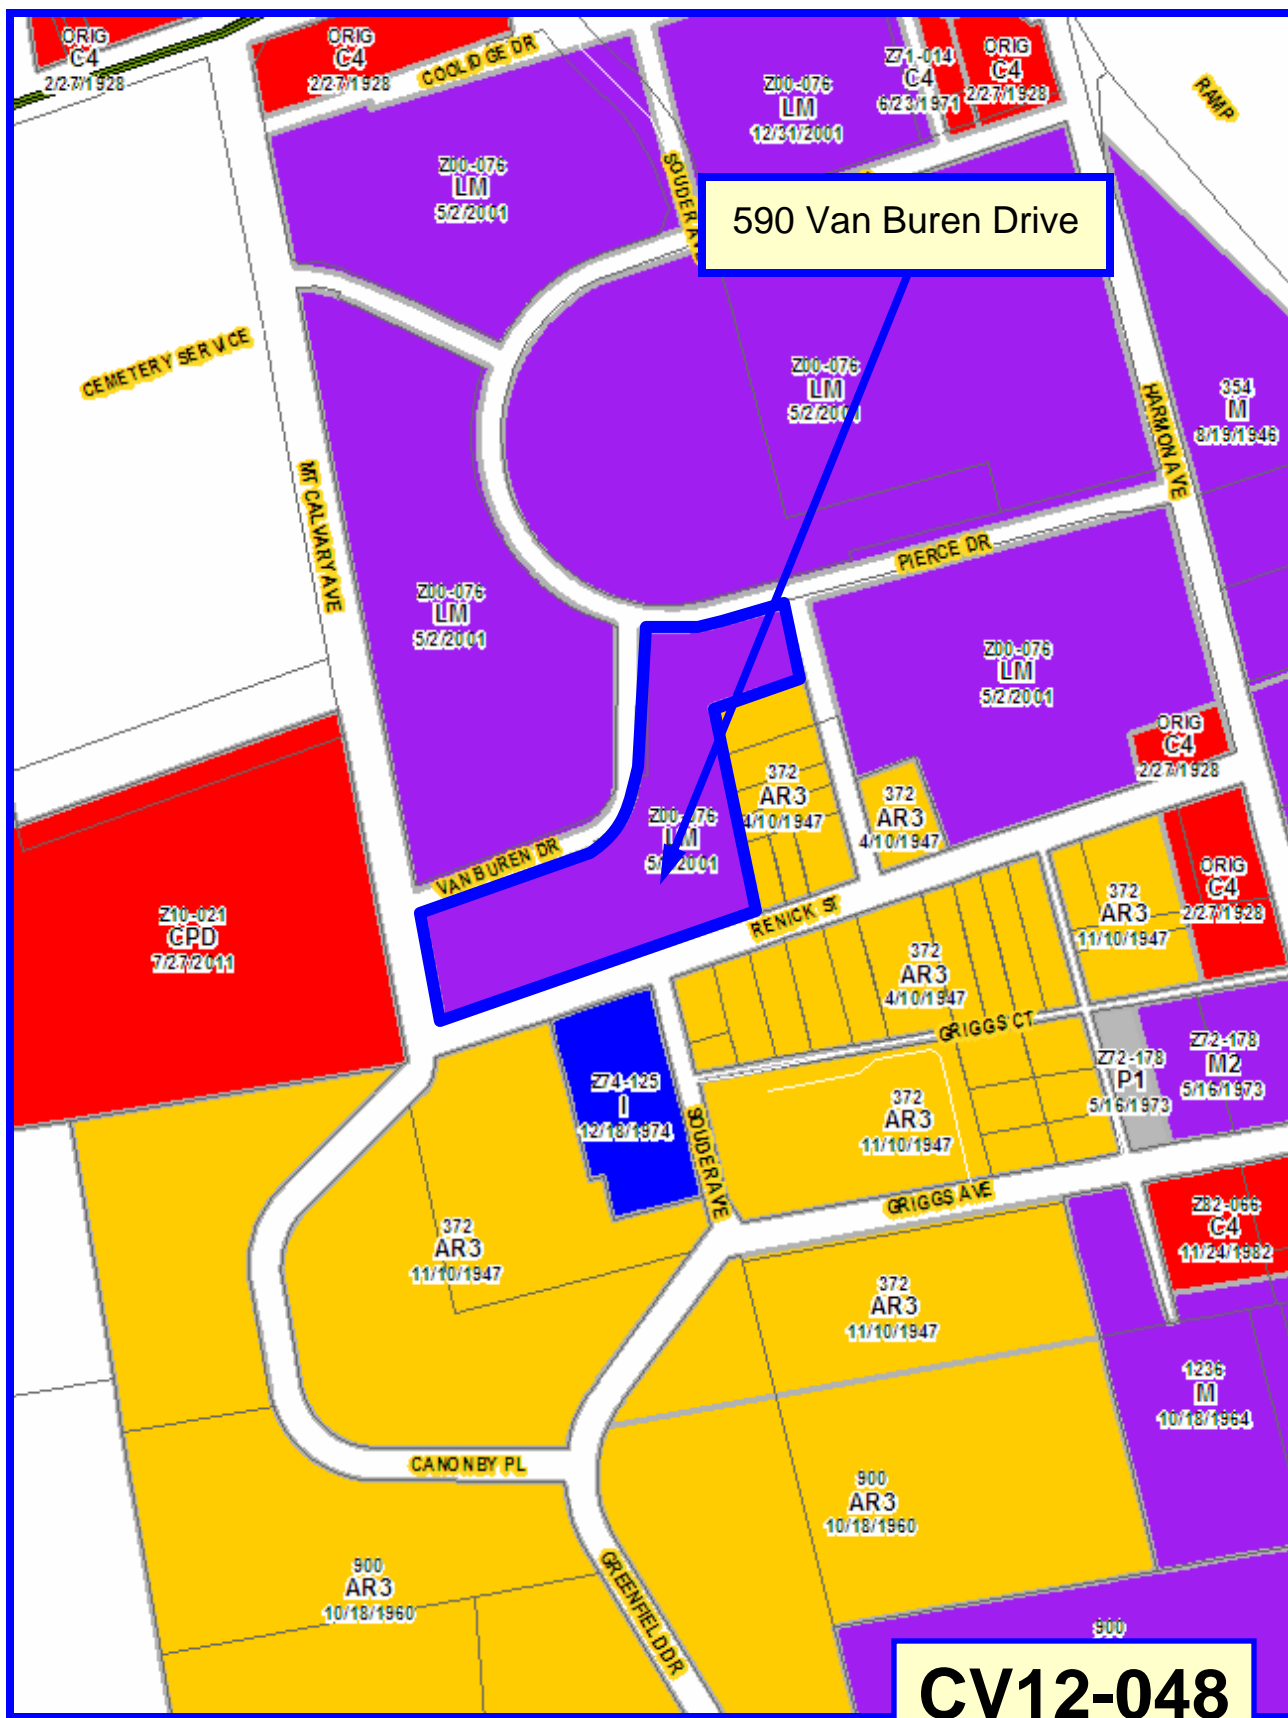 ORIG
C4
2/27/1928
ORIG
C4
2/27/1928
COOLIDGE DR
Z00-076
LM
12/31/2001
Z71-014
C4
6/23/1971
ORIG
C4
2/27/1928
RAMP
Z00-076
LM
5/2/2001
SOUDER AVE
590 Van Buren Drive
CEMETERY SERVICE
Z00-076
LM
5/2/2001
354
M
8/19/1946
HARMON AVE
MT CALVARY AVE
PIERCE DR
Z00-076
LM
5/2/2001
Z00-076
LM
5/2/2001
ORIG
C4
2/27/1928
372
AR3
4/10/1947
372
AR3
4/10/1947
Z00-076
LM
5/2/2001
VAN BUREN DR
RENICK ST
ORIG
C4
2/27/1928
372
AR3
11/10/1947
Z10-021
CPD
7/27/2011
372
AR3
4/10/1947
GRIGGS CT
Z72-178
P1
5/16/1973
Z72-178
M2
5/16/1973
Z74-125
I
12/18/1974
SOUDER AVE
372
AR3
11/10/1947
GRIGGS AVE
Z82-066
C4
11/24/1982
372
AR3
11/10/1947
372
AR3
11/10/1947
1236
M
10/18/1964
CANONBY PL
900
AR3
10/18/1960
900
AR3
10/18/1960
GREENFIELD DR
900
CV12-048